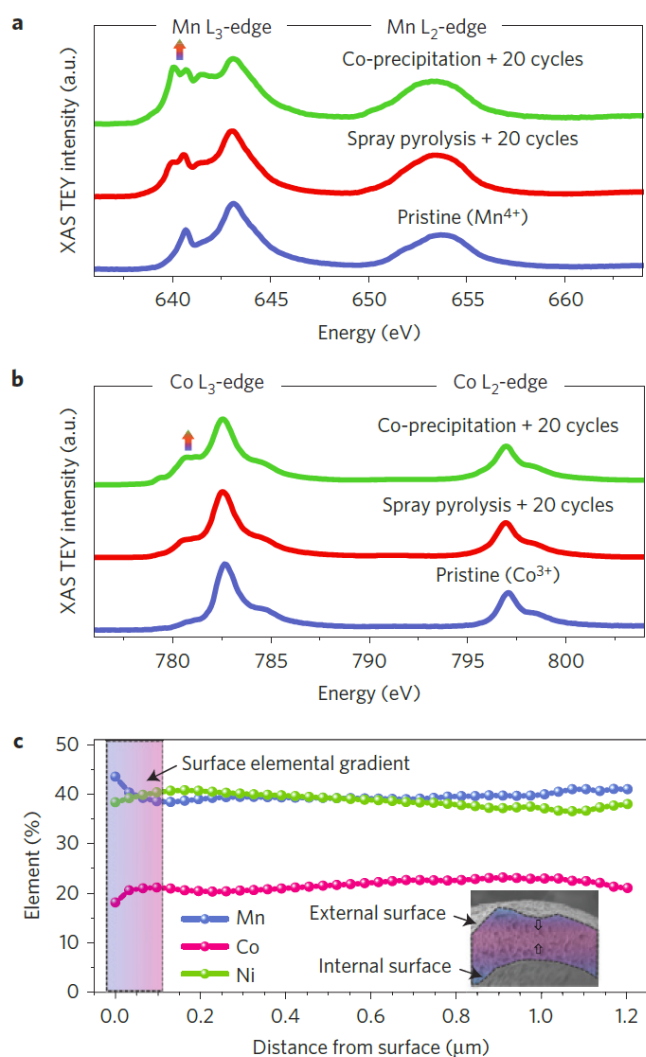 a
Mn L₃-edge Mn L₂-edge
Co-precipitation + 20 cycles
Spray pyrolysis + 20 cycles
Pristine (Mn⁴⁺)
XAS TEY intensity (a.u.)
640 645 650 655 660
Energy (eV)
b
Co L₃-edge Co L₂-edge
Co-precipitation + 20 cycles
Spray pyrolysis + 20 cycles
Pristine (Co³⁺)
XAS TEY intensity (a.u.)
780 785 790 795 800
Energy (eV)
c
50
40
30
20
10
0
Element (%)
Surface elemental gradient
Mn
Co
Ni
External surface
Internal surface
0.0 0.2 0.4 0.6 0.8 1.0 1.2
Distance from surface (μm)